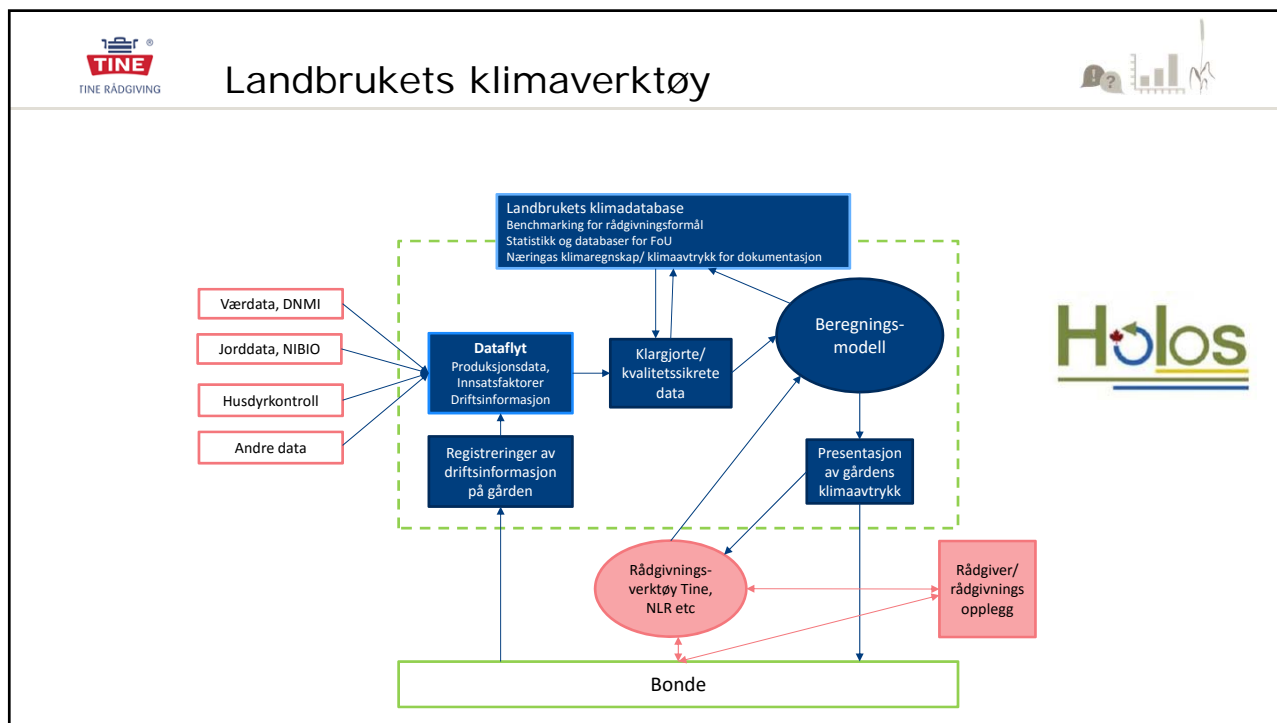 TINE
®
TINE RÅDGIVING
Landbrukets klimaverktøy
!
?
Landbrukets klimadatabase
Benchmarking for rådgivningsformål
Statistikk og databaser for FoU
Næringas klimaregnskap/ klimaavtrykk for dokumentasjon
Værdata, DNMI
Jorddata, NIBIO
Husdyrkontroll
Andre data
Dataflyt
Produksjonsdata,
Innsatsfaktorer
Driftsinformasjon
Klargjorte/
kvalitetssikrete
data
Beregnings-
modell
Holos
Registreringer av
driftsinformasjon
på gården
Presentasjon
av gårdens
klimaavtrykk
Rådgivnings-
verktøy Tine,
NLR etc
Rådgiver/
rådgivnings
opplegg
Bonde